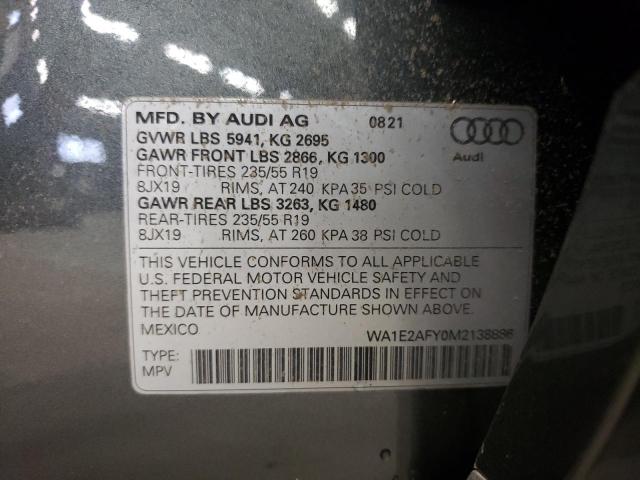 MFD. BY AUDI AG 0821
GVWR LBS 5941, KG 2695
GAWR FRONT LBS 2866, KG 1300
FRONT-TIRES 235/55 R19
8JX19 RIMS, AT 240 KPA 35 PSI COLD
GAWR REAR LBS 3263, KG 1480
REAR-TIRES 235/55 R19
8JX19 RIMS, AT 260 KPA 38 PSI COLD
Audi
THIS VEHICLE CONFORMS TO ALL APPLICABLE
U.S. FEDERAL MOTOR VEHICLE SAFETY AND
THEFT PREVENTION STANDARDS IN EFFECT ON
THE DATE OF MANUFACTURE SHOWN ABOVE.
MEXICO WA1E2AFY0M2138886
TYPE:
MPV